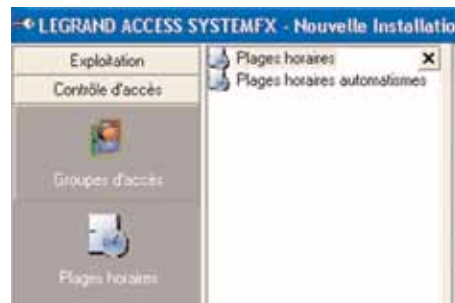 LEGRAND ACCESS SYSTEMFX - Nouvelle Installatio
Exploitation
Contrôle d'accès
Groupes d'accès
Plages horaires
Plages horaires
Plages horaires automatismes